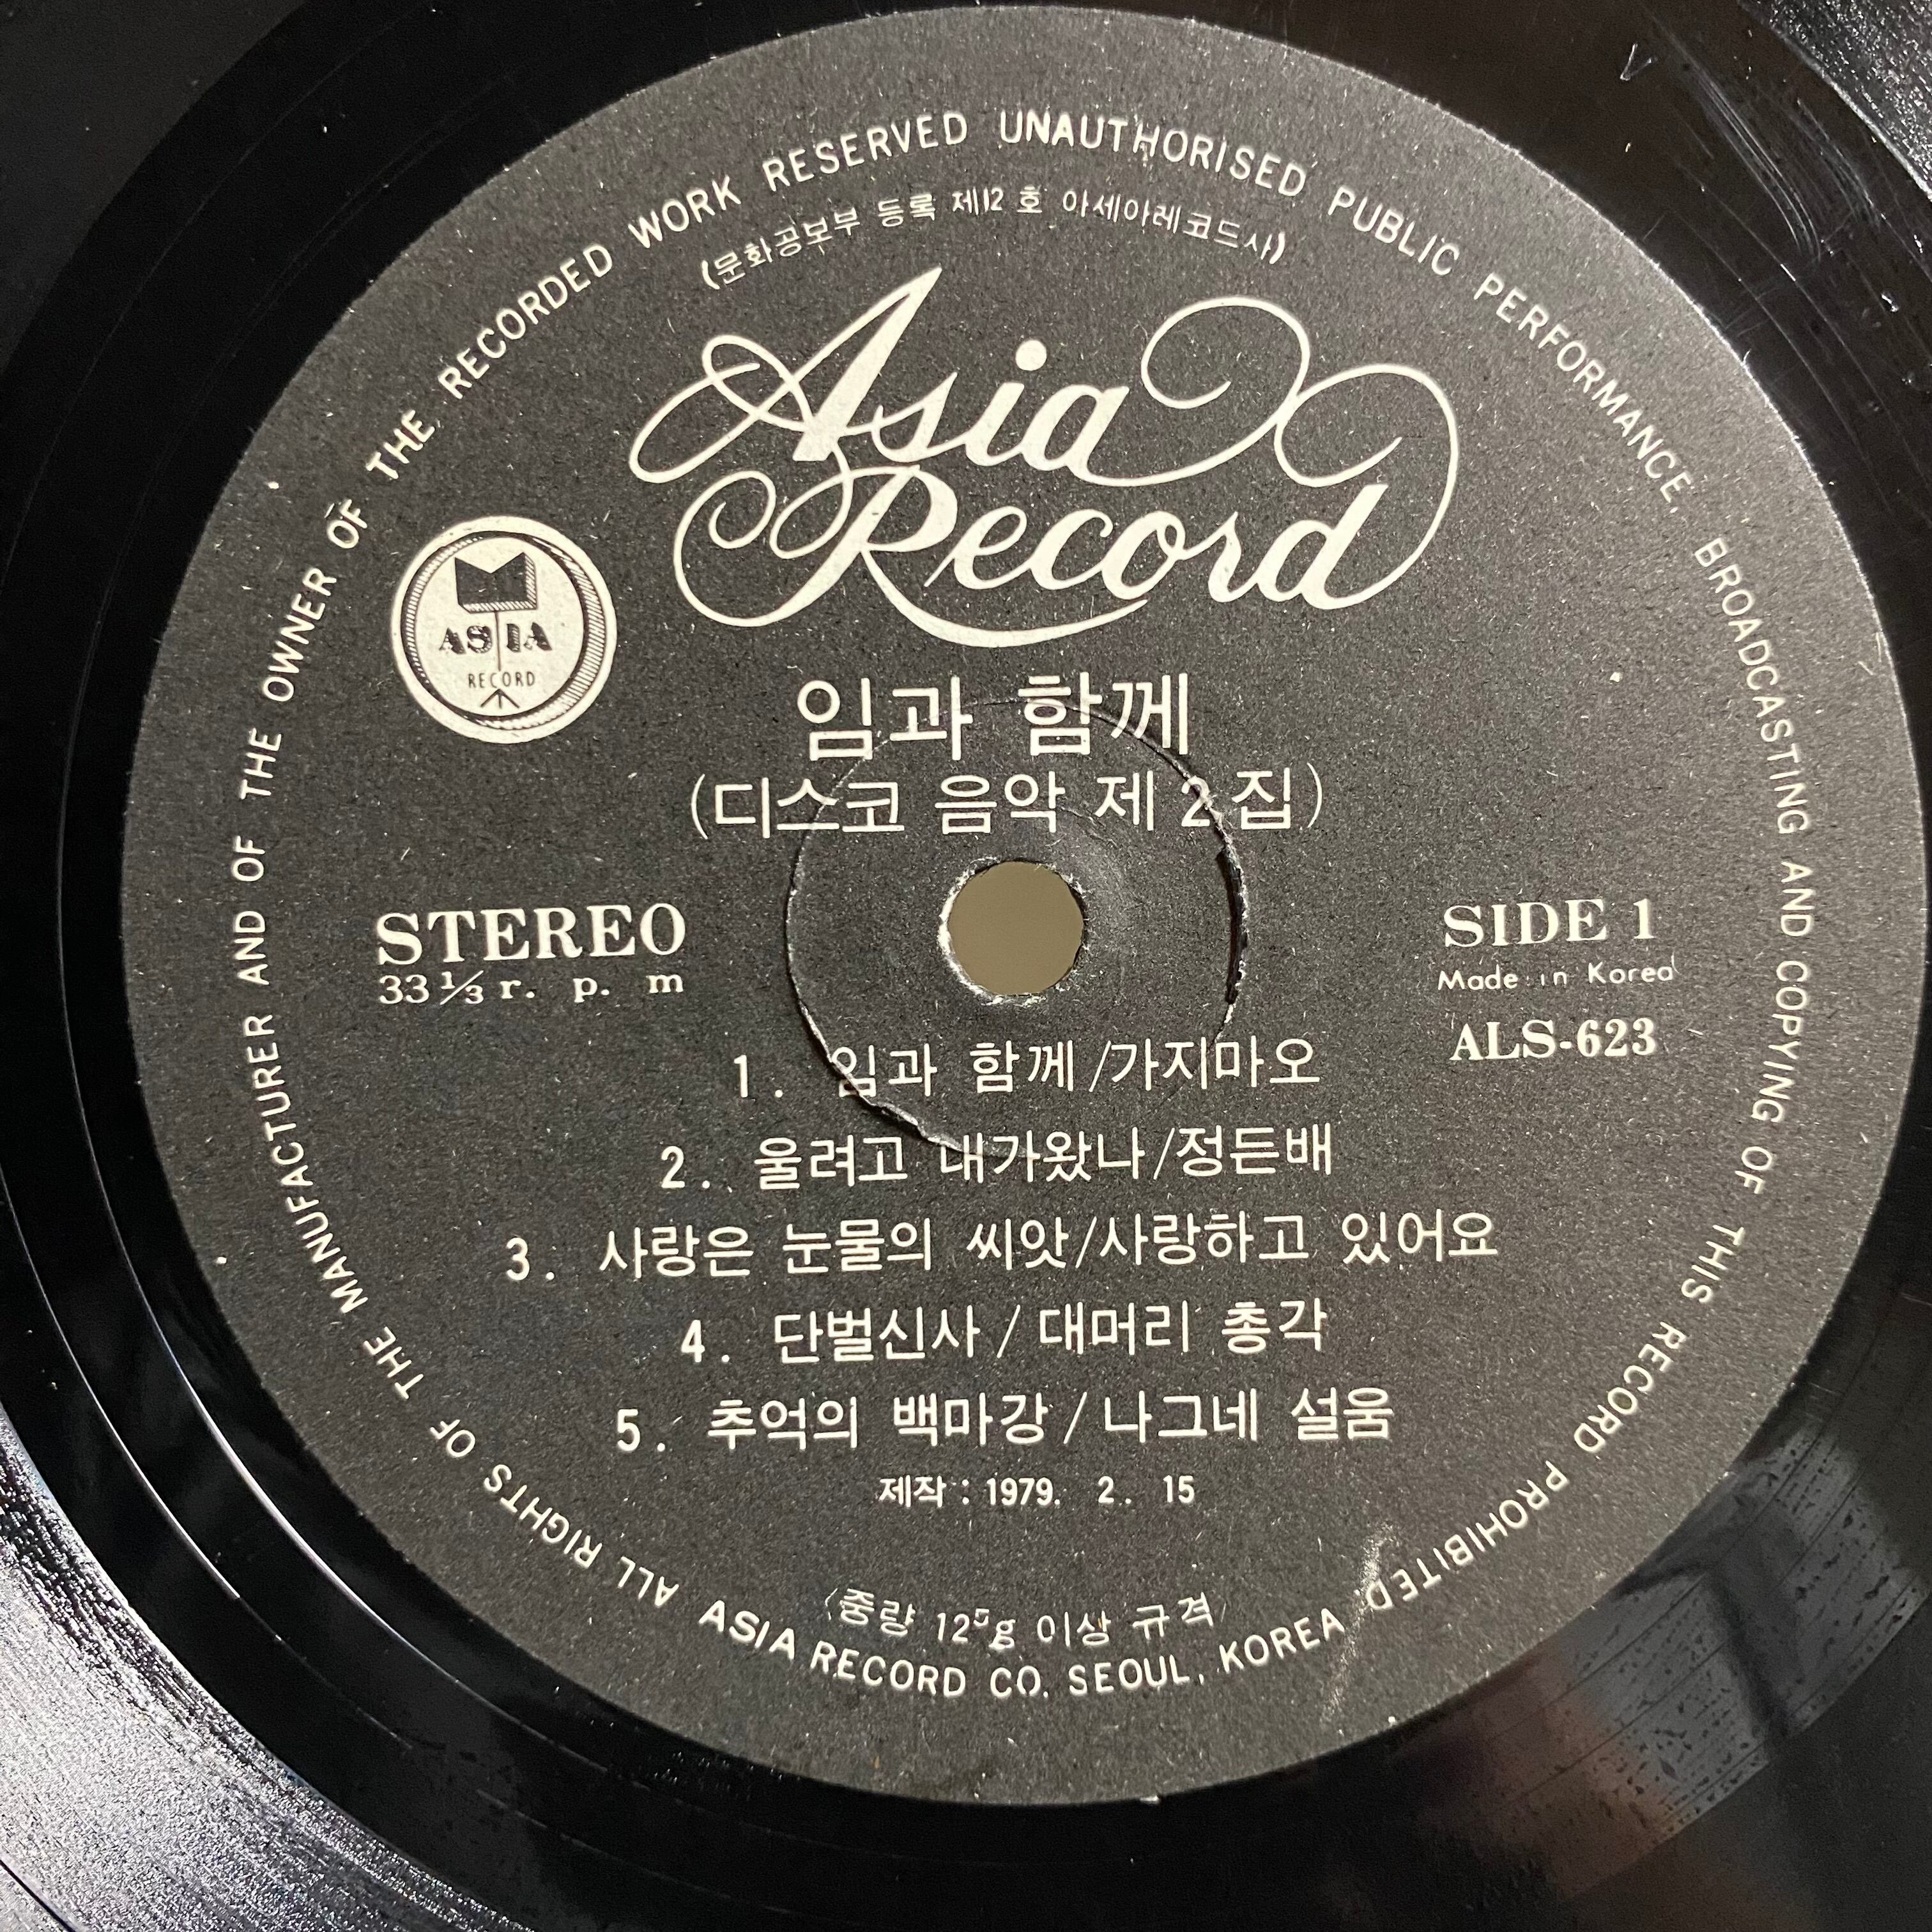 ALL RIGHTS OF THE MANUFACTURER AND OF THE OWNER OF THE RECORDED WORK RESERVED UNAUTHORISED PUBLIC PERFORMANCE, BROADCASTING AND COPYING OF THIS RECORD PROHIBITED.
(문화공보부 등록 제12 호 아세아레코드사)
Asia
Record
ASIA
RECORD
임과 함께
(디스코 음악 제 2 집)
STEREO
33 1/3 r. p. m
SIDE 1
Made in Korea
ALS-623
1. 임과 함께/가지마오
2. 울려고 내가왔나/정든배
3. 사랑은 눈물의 씨앗/사랑하고 있어요
4. 단벌신사/대머리 총각
5. 추억의 백마강/나그네 설움
제작: 1979. 2. 15
(중량 125g 이상 규격)
ASIA RECORD CO. SEOUL, KOREA